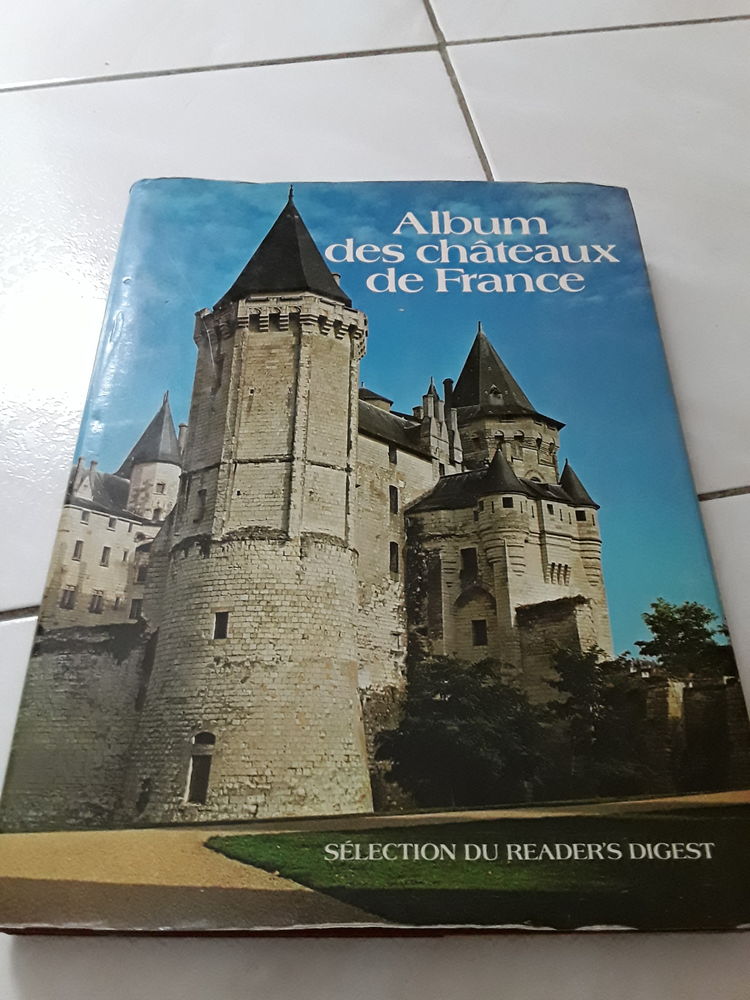 Album
des châteaux
de France
SÉLECTION DU READER'S DIGEST